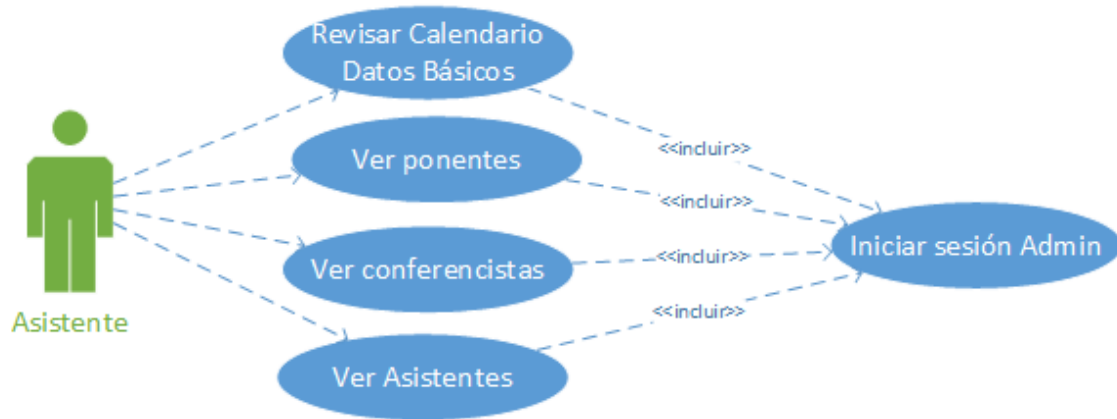 Revisar Calendario
Datos Básicos
<<incluir>>
Ver ponentes
<<incluir>>
Iniciar sesión Admin
Ver conferencistas
<<incluir>>
<<incluir>>
Asistente
Ver Asistentes